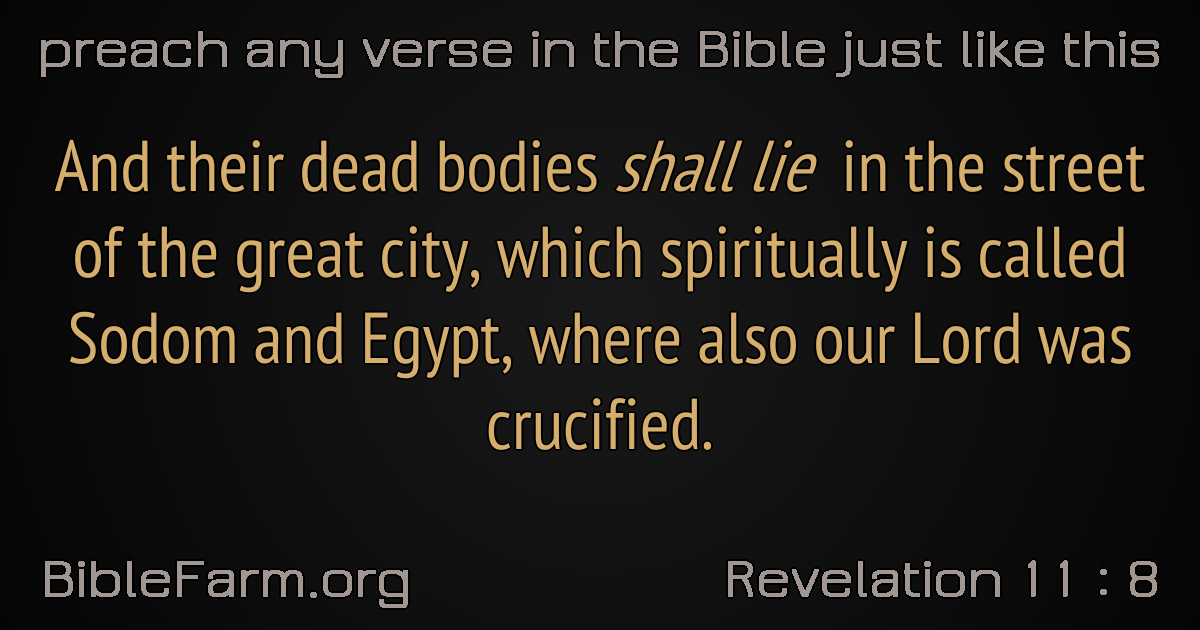 preach any verse in the Bible just like this
And their dead bodies shall lie in the street
of the great city, which spiritually is called
Sodom and Egypt, where also our Lord was
crucified.
BibleFarm.org
Revelation 11 : 8